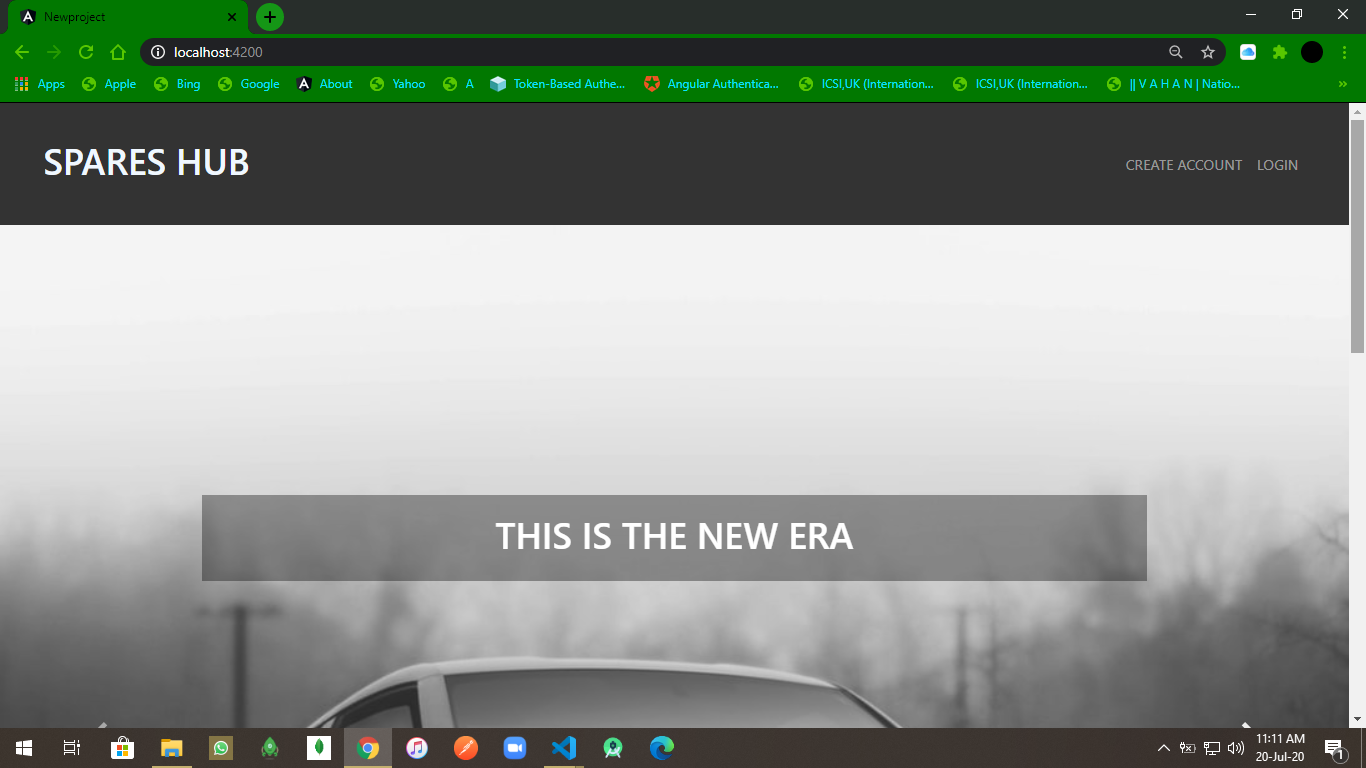 Newproject
localhost:4200
Apps Apple Bing Google About Yahoo A Token-Based Authe... Angular Authentica... ICSI,UK (Internation... ICSI,UK (Internation... || V A H A N | Natio... »
SPARES HUB
CREATE ACCOUNT LOGIN
THIS IS THE NEW ERA
11:11 AM
20-Jul-20
1